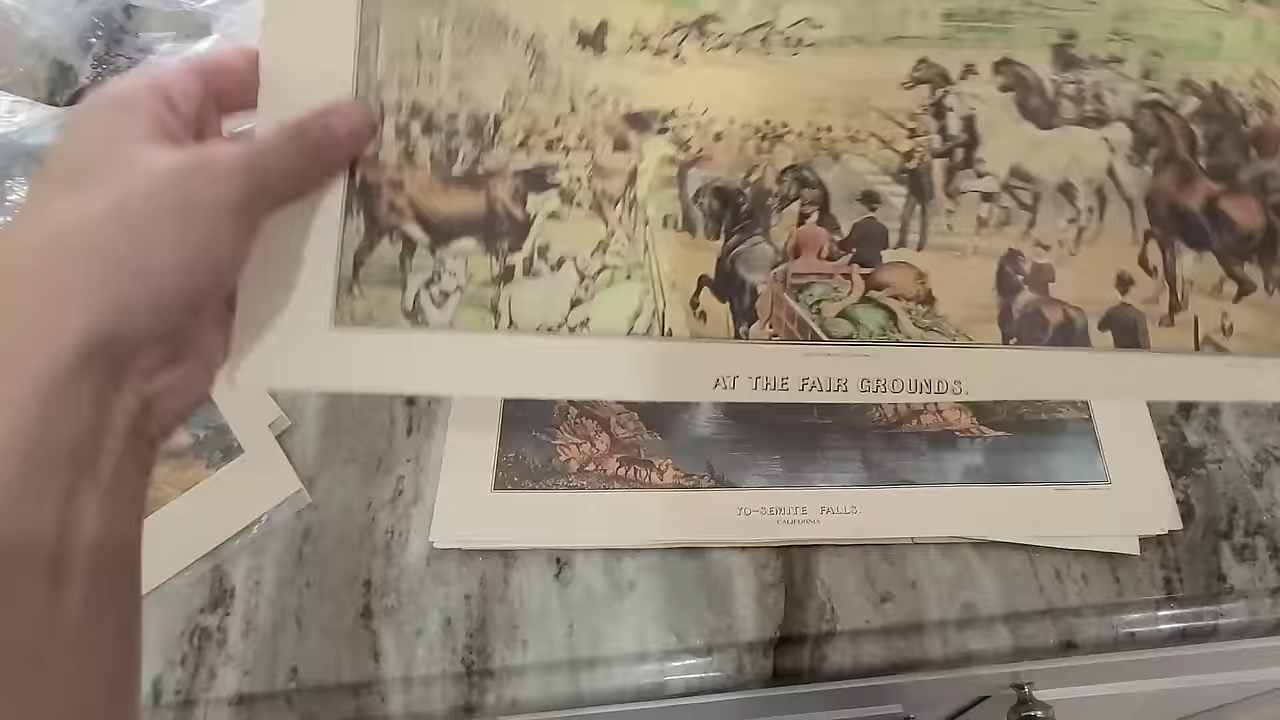 AT THE FAIR GROUNDS.
YO-SEMITE FALLS.
CALIFORNIA